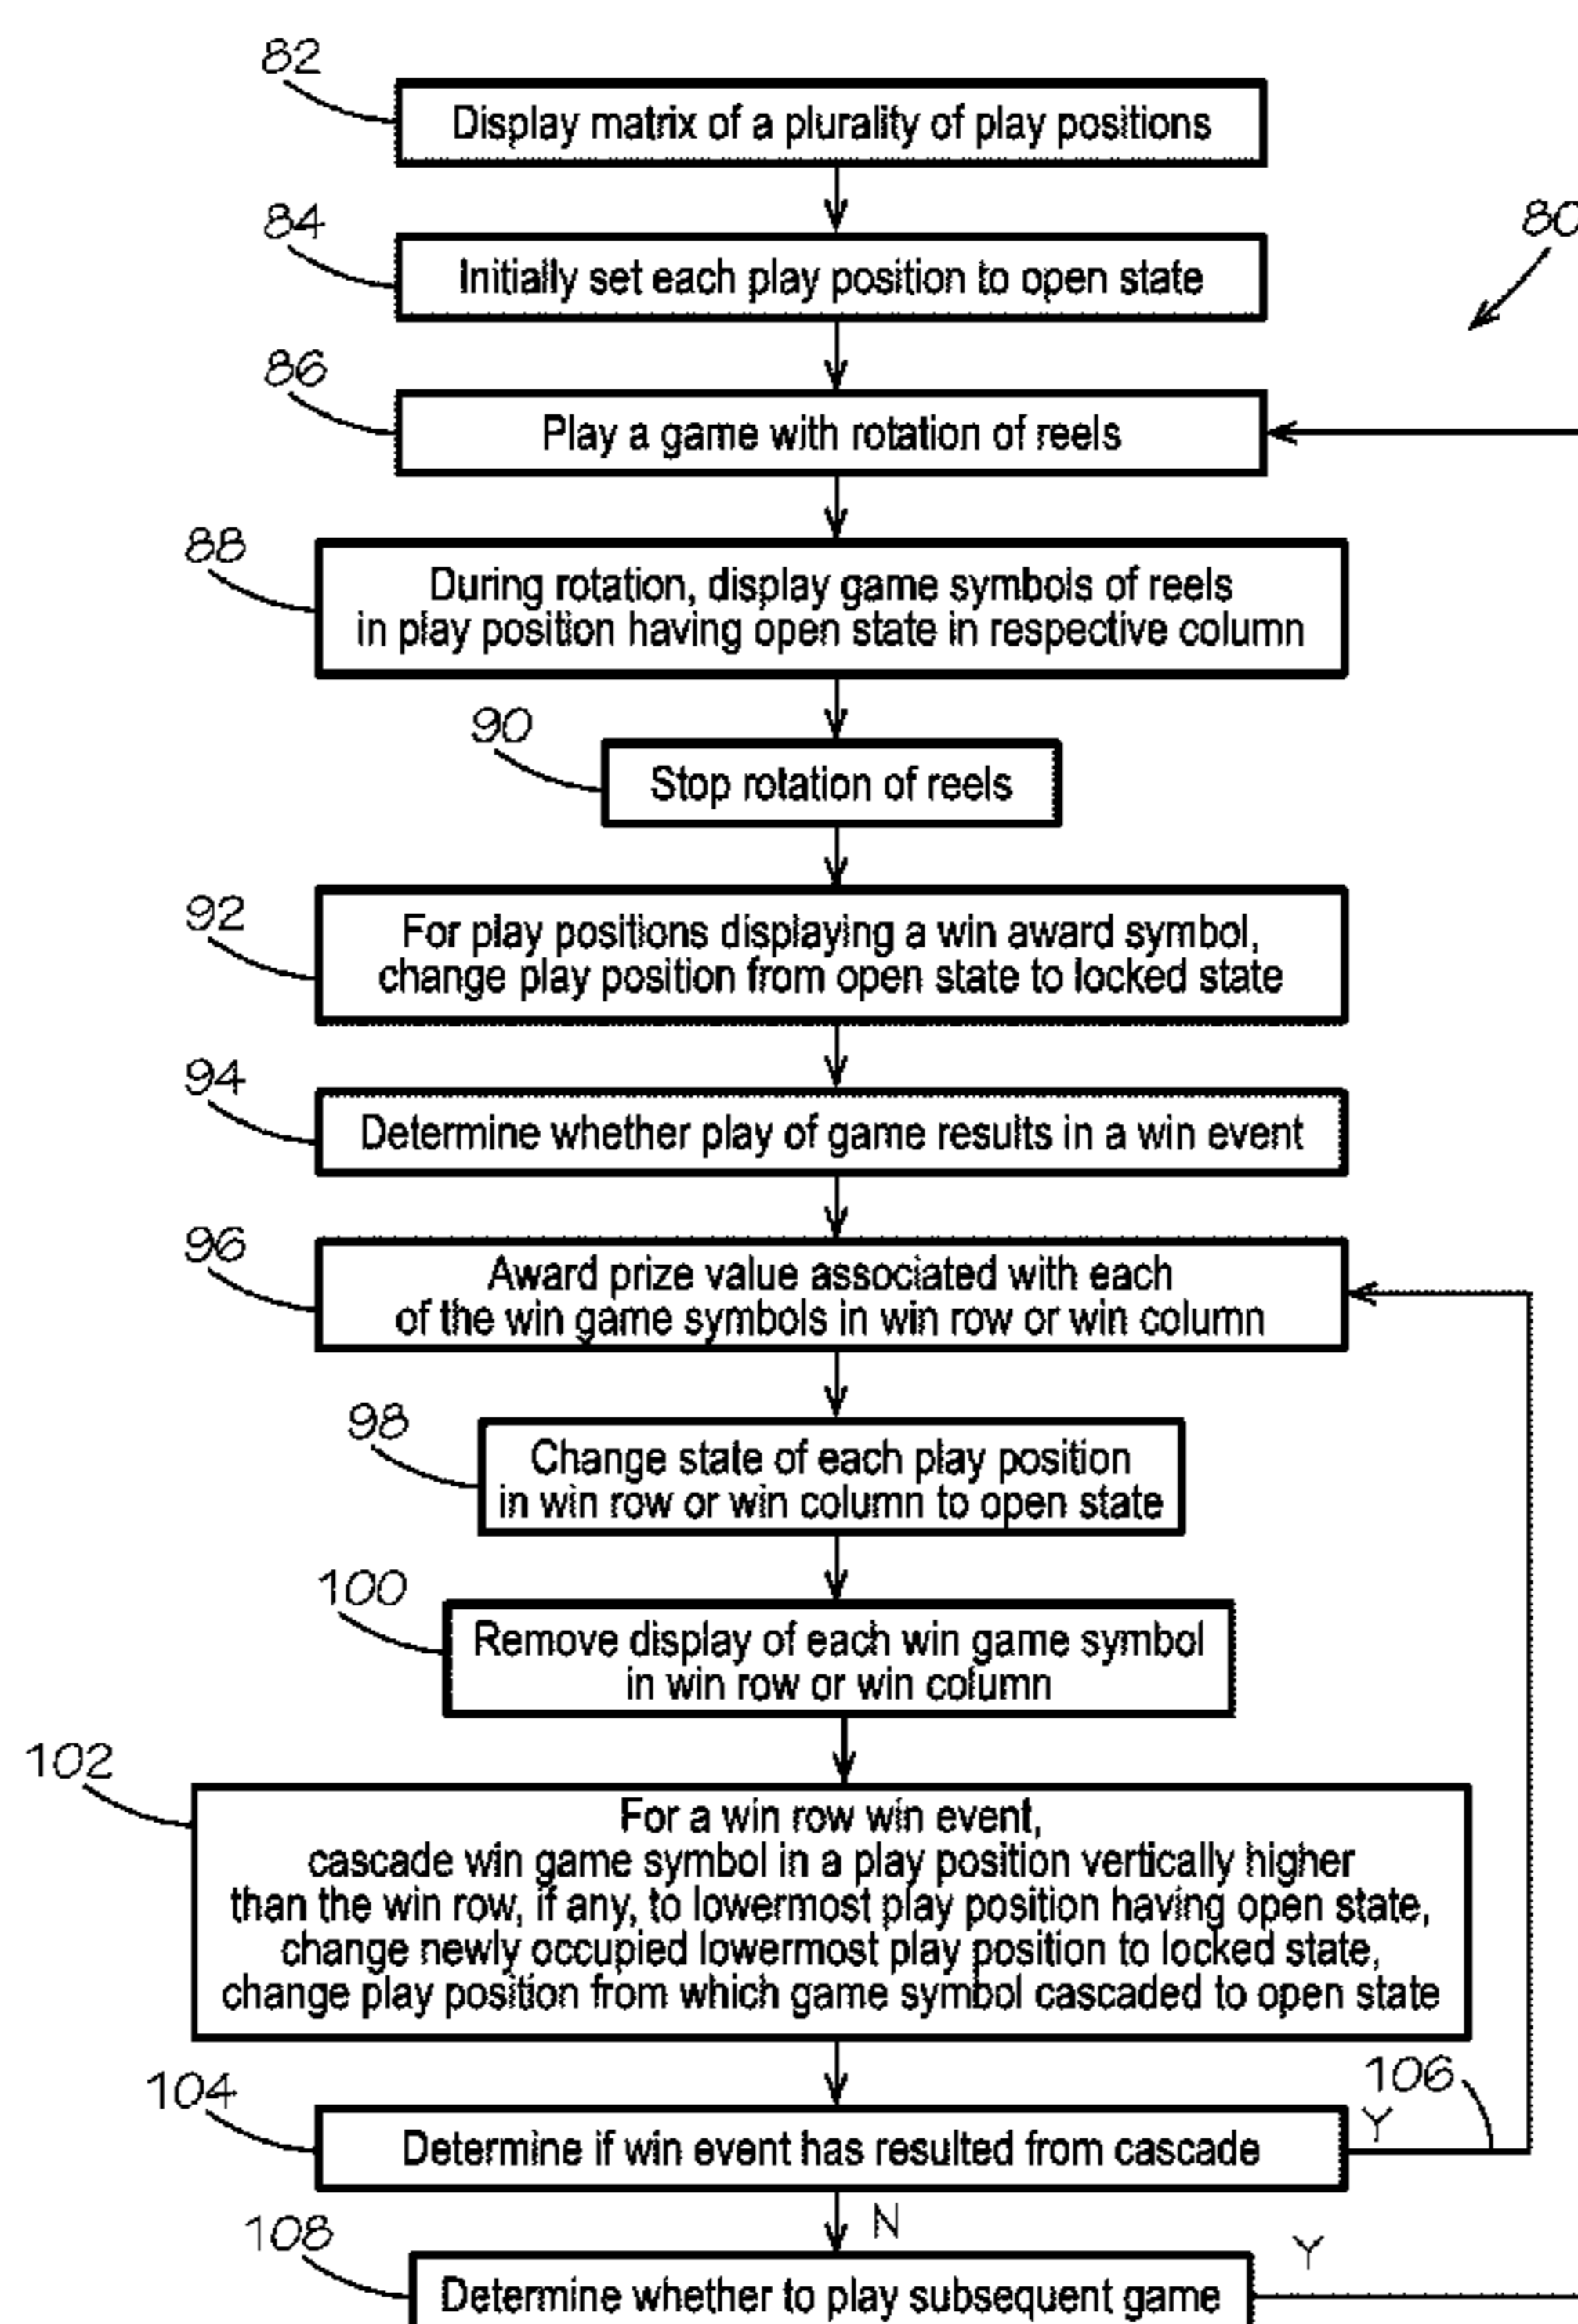 82
Display matrix of a plurality of play positions
84
Initially set each play position to open state
80
86
Play a game with rotation of reels
88
During rotation, display game symbols of reels
in play position having open state in respective column
90
Stop rotation of reels
92
For play positions displaying a win award symbol,
change play position from open state to locked state
94
Determine whether play of game results in a win event
96
Award prize value associated with each
of the win game symbols in win row or win column
98
Change state of each play position
in win row or win column to open state
100
Remove display of each win game symbol
in win row or win column
102
For a win row win event,
cascade win game symbol in a play position vertically higher
than the win row, if any, to lowermost play position having open state,
change newly occupied lowermost play position to locked state,
change play position from which game symbol cascaded to open state
104
Determine if win event has resulted from cascade
106
Y
N
108
Determine whether to play subsequent game
Y